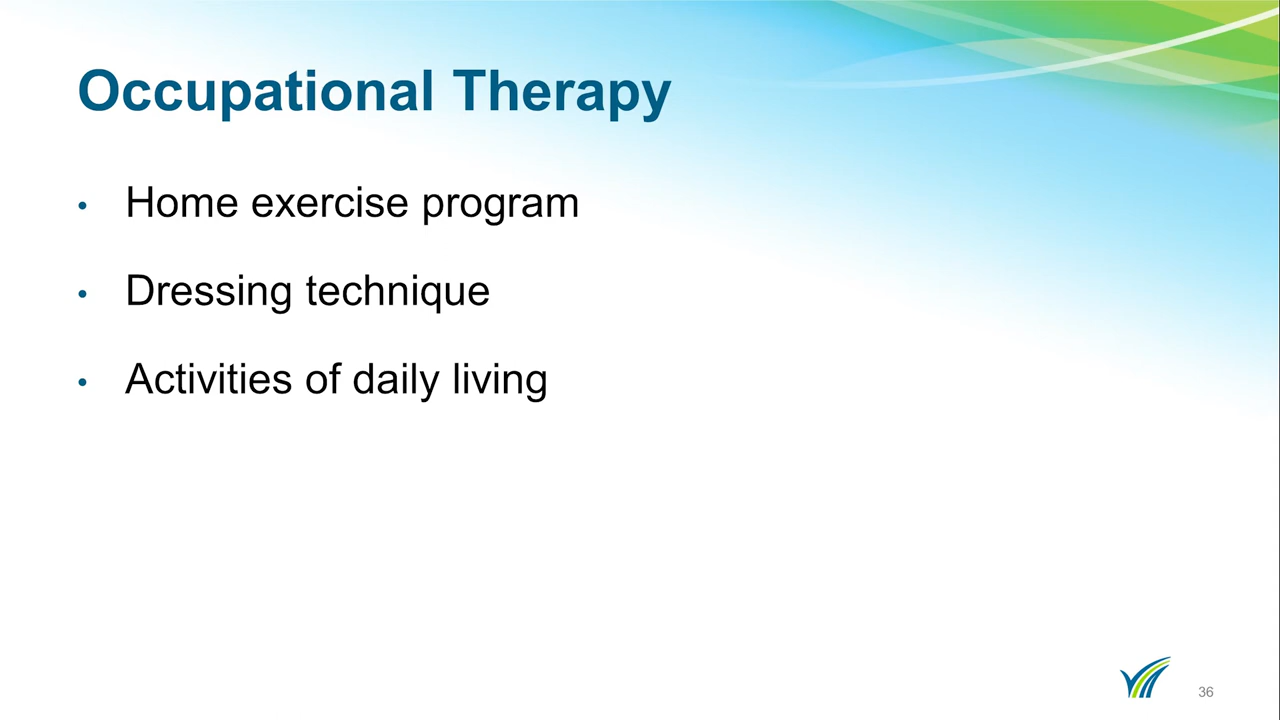 Occupational Therapy
• Home exercise program
• Dressing technique
• Activities of daily living
36